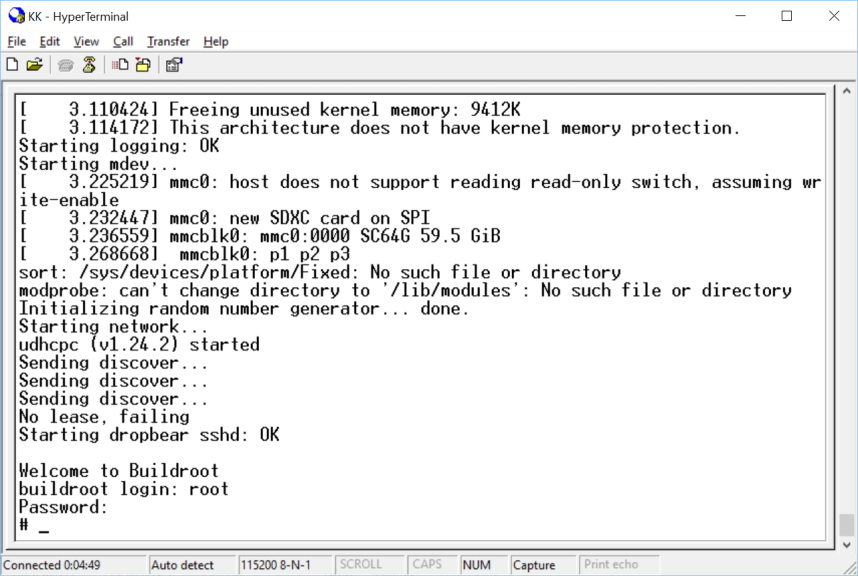 KK - HyperTerminal
File Edit View Call Transfer Help
[    3.110424] Freeing unused kernel memory: 9412K
[    3.114172] This architecture does not have kernel memory protection.
Starting logging: OK
Starting mdev...
[    3.225219] mmc0: host does not support reading read-only switch, assuming wr
ite-enable
[    3.232447] mmc0: new SDXC card on SPI
[    3.236559] mmcblk0: mmc0:0000 SC64G 59.5 GiB
[    3.268668]  mmcblk0: p1 p2 p3
sort: /sys/devices/platform/Fixed: No such file or directory
modprobe: can't change directory to '/lib/modules': No such file or directory
Initializing random number generator... done.
Starting network...
udhcpc (v1.24.2) started
Sending discover...
Sending discover...
Sending discover...
No lease, failing
Starting dropbear sshd: OK
Welcome to Buildroot
buildroot login: root
Password:
# _
Connected 0:04:49 Auto detect 115200 8-N-1 SCROLL CAPS NUM Capture Print echo